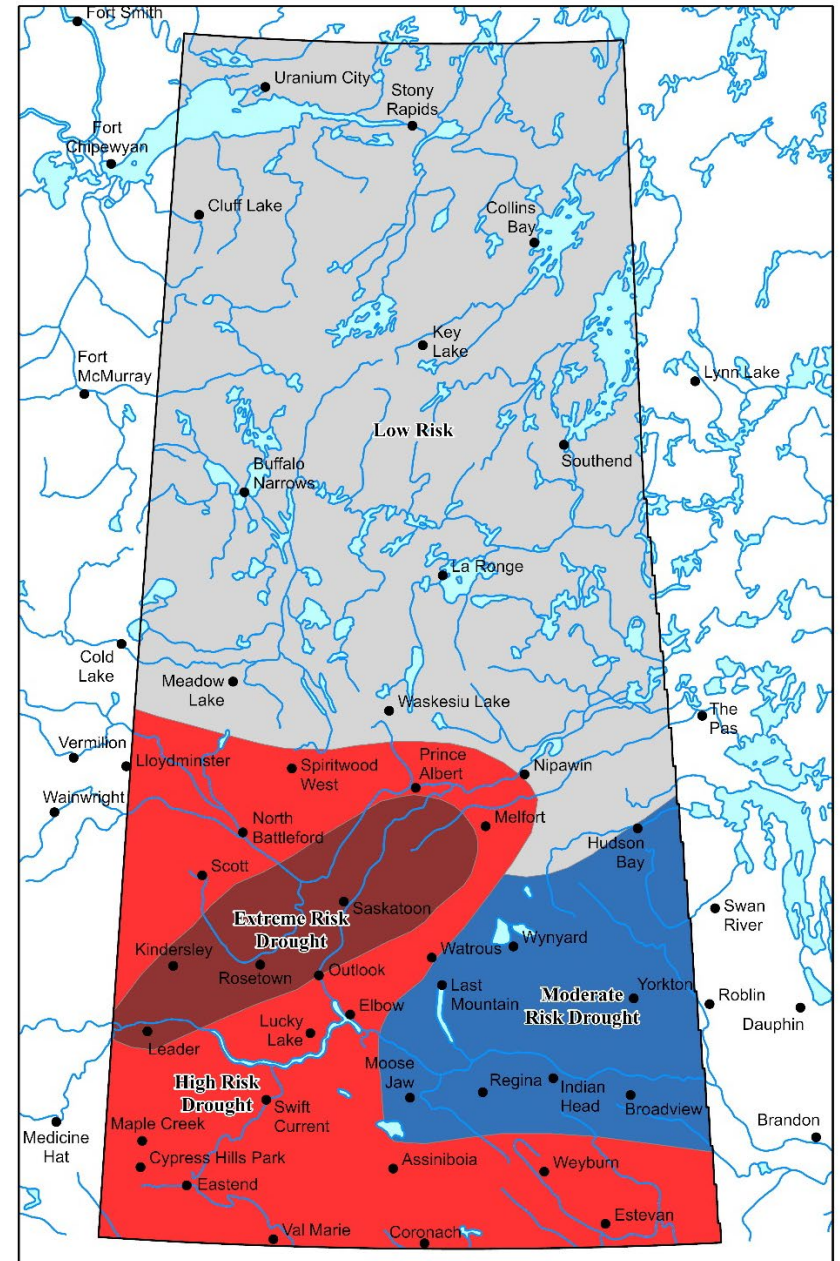 Fort Smith
Uranium City
Stony
Rapids
Fort
Chipewyan
Cluff Lake
Collins
Bay
Key
Lake
Fort
McMurray
Lynn Lake
Low Risk
Southend
Buffalo
Narrows
La Ronge
Cold
Lake
Meadow
Lake
Waskesiu Lake
The
Pas
Vermilion
Lloydminster
Spiritwood
West
Prince
Albert
Nipawin
Wainwright
North
Battleford
Melfort
Hudson
Bay
Scott
Saskatoon
Extreme Risk
Drought
Swan
River
Kindersley
Rosetown
Outlook
Watrous
Wynyard
Last
Mountain
Moderate
Risk Drought
Yorkton
Roblin
Dauphin
Elbow
Lucky
Lake
Leader
High Risk
Drought
Moose
Jaw
Regina
Indian
Head
Broadview
Swift
Current
Medicine
Hat
Maple Creek
Brandon
Cypress Hills Park
Assiniboia
Weyburn
Eastend
Estevan
Val Marie
Coronach